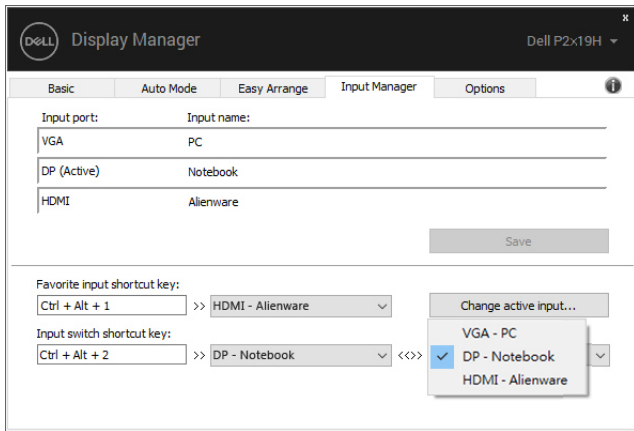 x
DELL Display Manager Dell P2x19H
Basic Auto Mode Easy Arrange Input Manager Options i
Input port: Input name:
VGA PC
DP (Active) Notebook
HDMI Alienware
Save
Favorite input shortcut key:
Ctrl + Alt + 1 >> HDMI - Alienware Change active input...
Input switch shortcut key:
VGA - PC
Ctrl + Alt + 2 >> DP - Notebook <<>> DP - Notebook
HDMI - Alienware